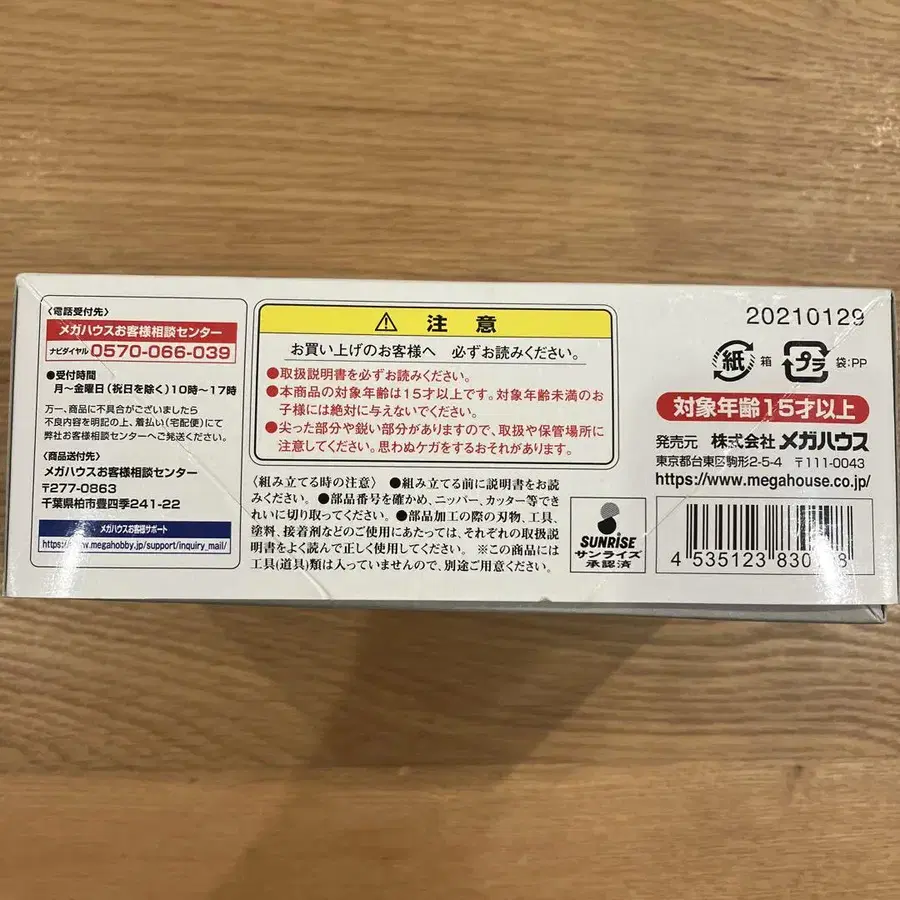 〈電話受付先〉
メガハウスお客様相談センター
ナビダイヤル 0570-066-039
●受付時間
月〜金曜日(祝日を除く)10時〜17時
万一、商品に不具合がございましたら
不良内容を明記の上、着払い(宅配便)にて
弊社お客様相談センターへご発送ください。
〈商品送付先〉
メガハウスお客様相談センター
〒277-0863
千葉県柏市豊四季241-22
メガハウスお客様サポート
https://www.megahobby.jp/support/inquiry_mail/
注意
お買い上げのお客様へ 必ずお読みください。
●取扱説明書を必ずお読みください。
●本商品の対象年齢は15才以上です。対象年齢未満のお
子様には絶対に与えないでください。
●尖った部分や鋭い部分がありますので、取扱や保管場所に
注意してください。思わぬケガをするおそれがあります。
〈組み立てる時の注意〉 ●組み立てる前に説明書をお読
みください。●部品番号を確かめ、ニッパー、カッター等でき
れいに切り取ってください。●部品加工の際の刃物、工具、
塗料、接着剤などのご使用にあたっては、それぞれの取扱説
明書をよく読んで正しく使用してください。 ※この商品には
工具(道具)類は入っていませんので、別途ご用意ください。
SUNRISE
サンライズ
承認済
20210129
紙 箱 プラ 袋:PP
対象年齢15才以上
発売元 株式会社メガハウス
東京都台東区駒形2-5-4 〒111-0043
https://www.megahouse.co.jp/
4 535123